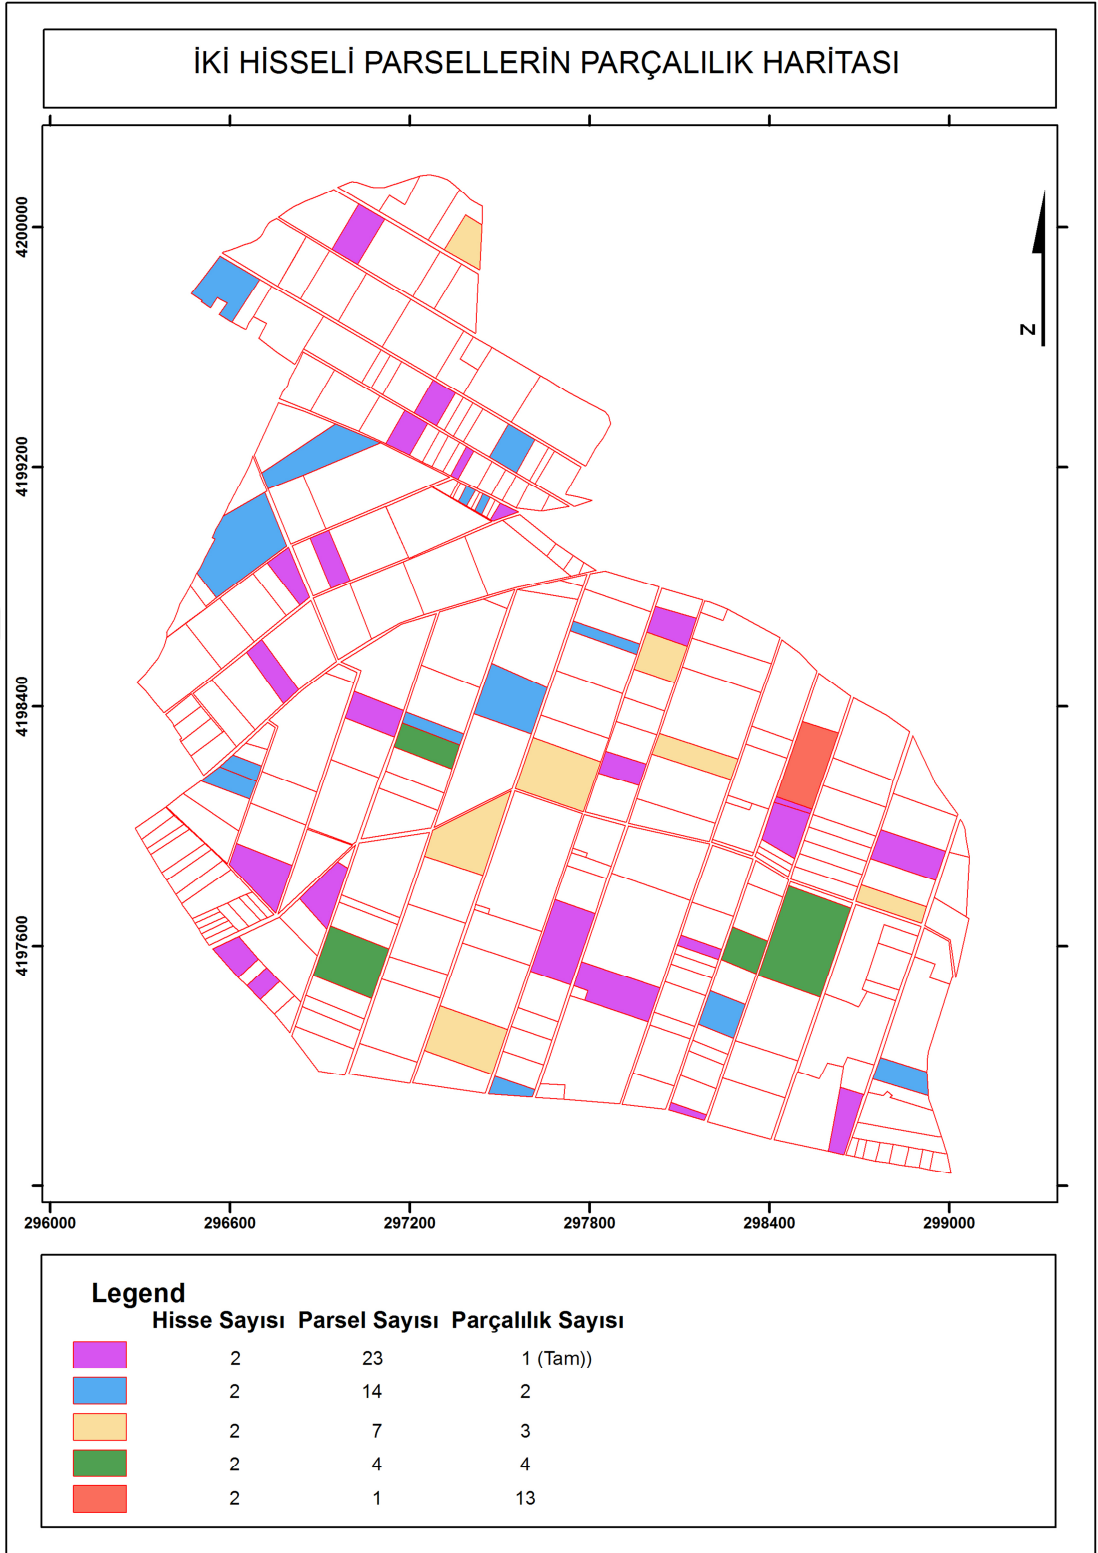 İKİ HİSSELİ PARSELLERİN PARÇALILIK HARİTASI
4200000
4199200
4198400
4197600
N
296000 296600 297200 297800 298400 299000
Legend
Hisse Sayısı Parsel Sayısı Parçalılık Sayısı
2 23 1 (Tam))
2 14 2
2 7 3
2 4 4
2 1 13